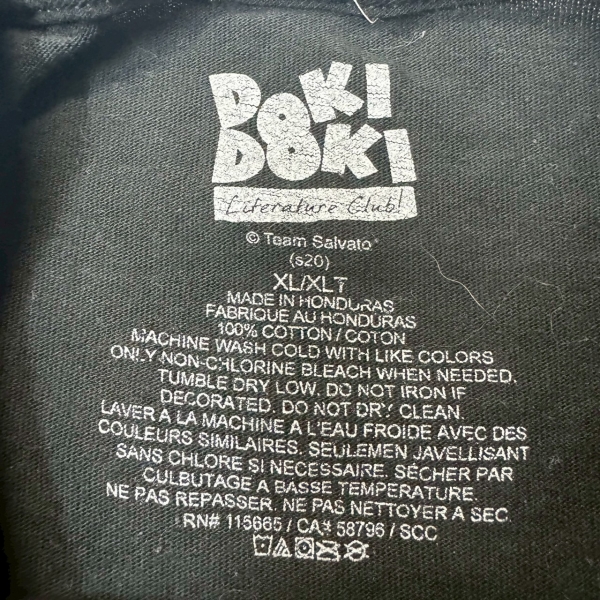 DOKI
DOKI
Literature Club!
© Team Salvato
(s20)
XL/XLT
MADE IN HONDURAS
FABRIQUE AU HONDURAS
100% COTTON / COTON
MACHINE WASH COLD WITH LIKE COLORS
ONLY NON-CHLORINE BLEACH WHEN NEEDED.
TUMBLE DRY LOW. DO NOT IRON IF
DECORATED. DO NOT DRY CLEAN.
LAVER A LA MACHINE A L'EAU FROIDE AVEC DES
COULEURS SIMILAIRES. SEULEMEN JAVELLISANT
SANS CHLORE SI NECESSAIRE. SECHER PAR
CULBUTAGE A BASSE TEMPERATURE.
NE PAS REPASSER. NE PAS NETTOYER A SEC.
RN# 115665 / CA# 58796 / SCC